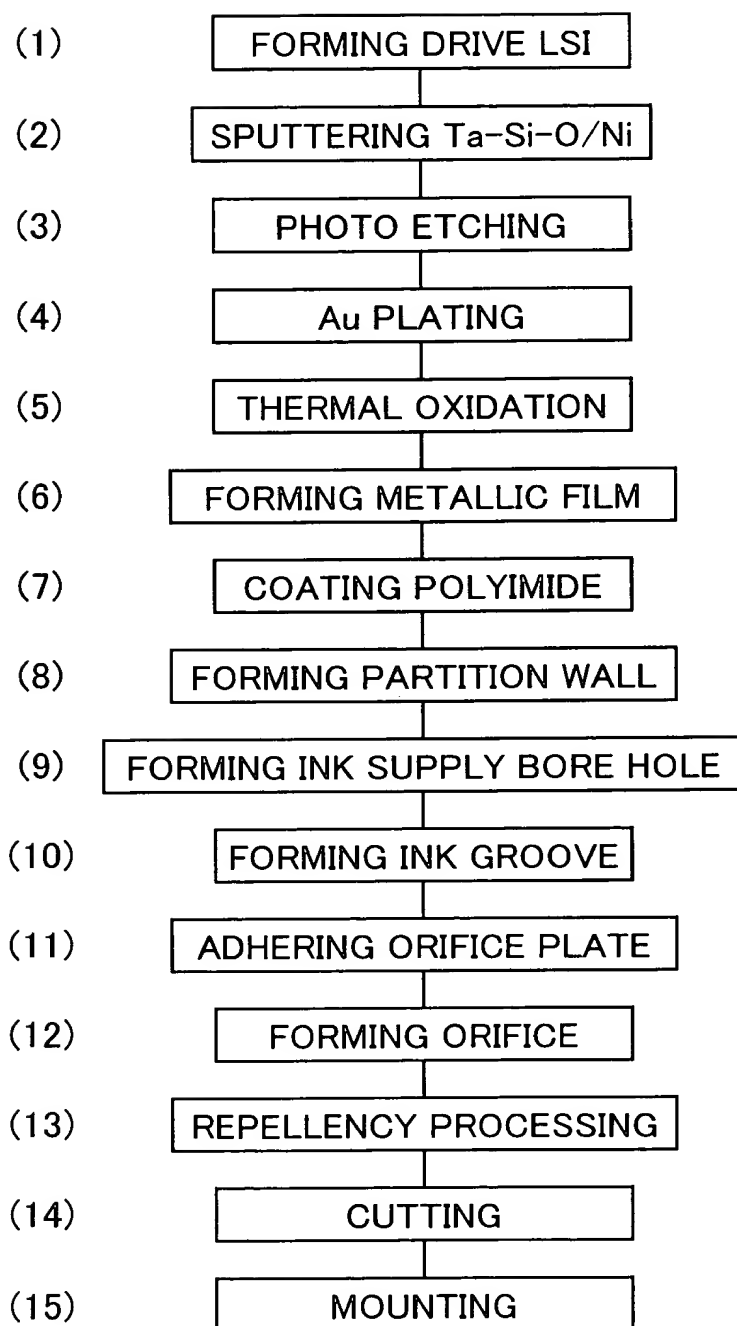 (1) FORMING DRIVE LSI
(2) SPUTTERING Ta-Si-O/Ni
(3) PHOTO ETCHING
(4) Au PLATING
(5) THERMAL OXIDATION
(6) FORMING METALLIC FILM
(7) COATING POLYIMIDE
(8) FORMING PARTITION WALL
(9) FORMING INK SUPPLY BORE HOLE
(10) FORMING INK GROOVE
(11) ADHERING ORIFICE PLATE
(12) FORMING ORIFICE
(13) REPELLENCY PROCESSING
(14) CUTTING
(15) MOUNTING